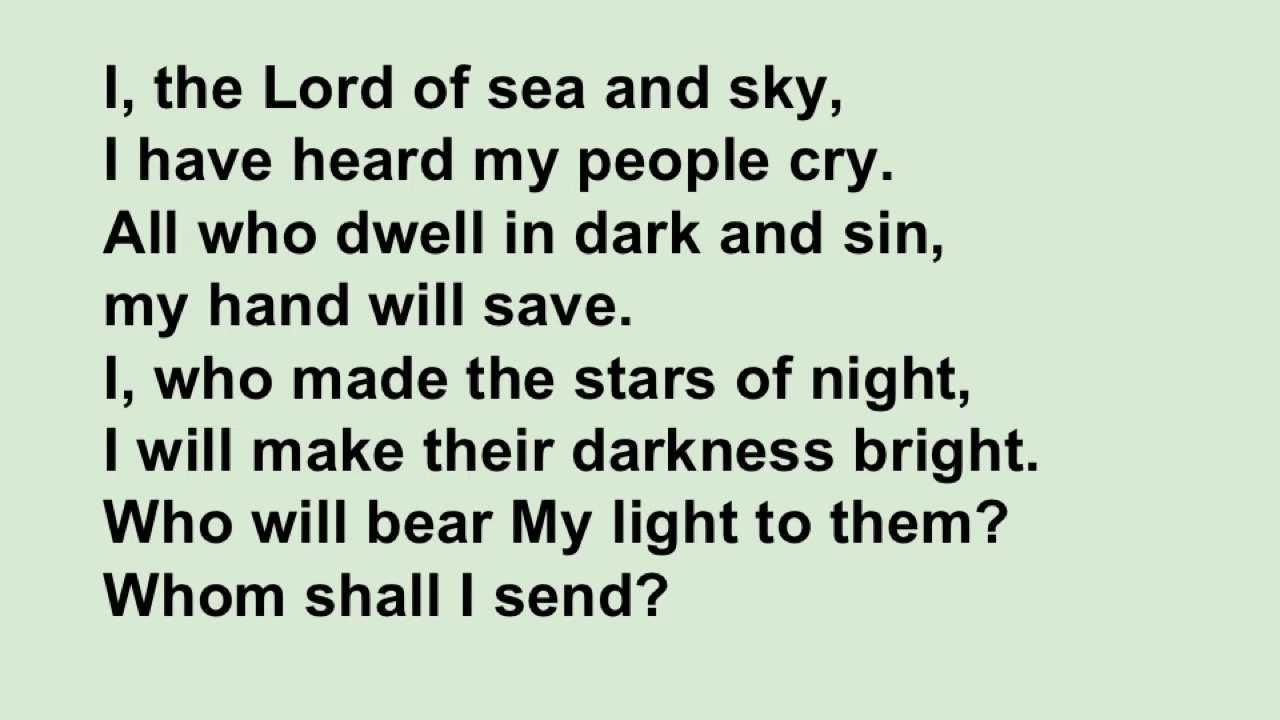 I, the Lord of sea and sky,
I have heard my people cry.
All who dwell in dark and sin,
my hand will save.
I, who made the stars of night,
I will make their darkness bright.
Who will bear My light to them?
Whom shall I send?